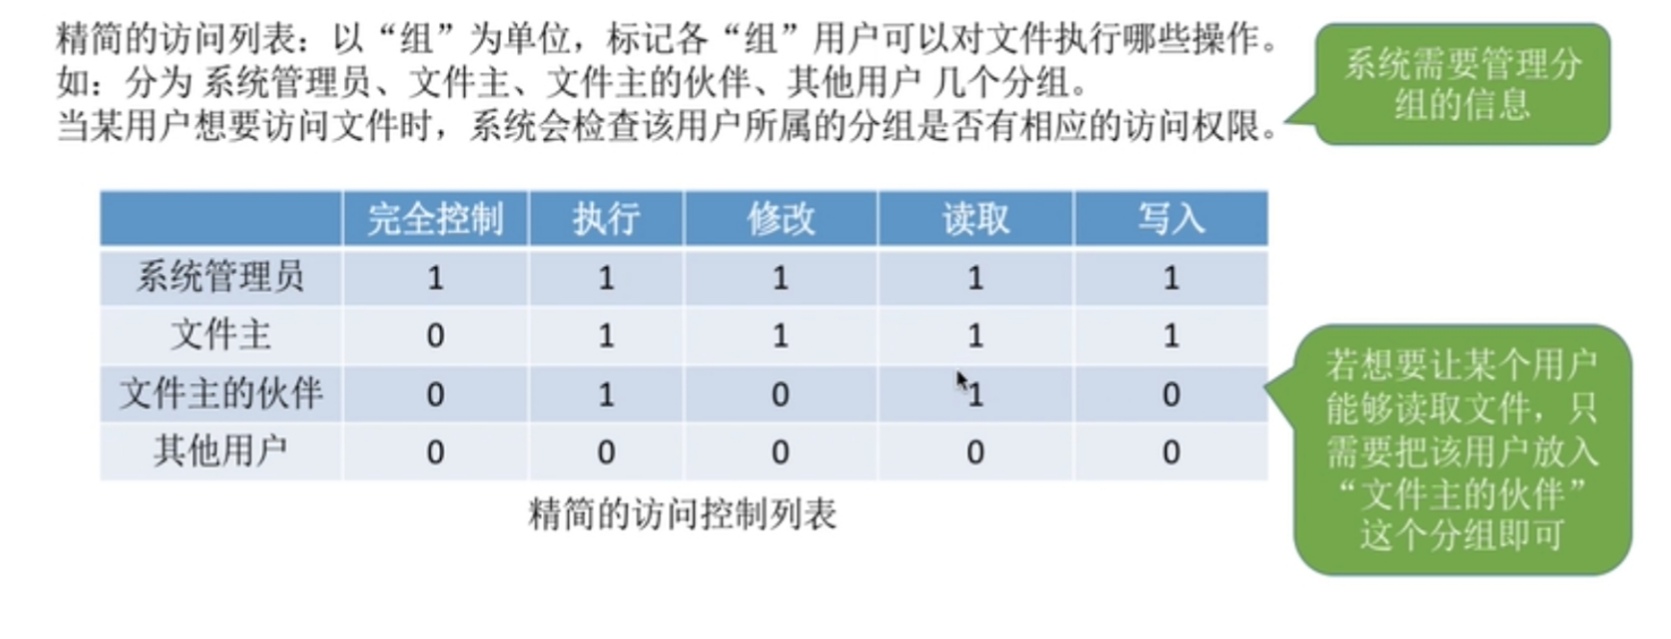 精简的访问列表：以“组”为单位，标记各“组”用户可以对文件执行哪些操作。
如：分为 系统管理员、文件主、文件主的伙伴、其他用户 几个分组。
当某用户想要访问文件时，系统会检查该用户所属的分组是否有相应的访问权限。
系统需要管理分
组的信息
完全控制 执行 修改 读取 写入
系统管理员 1 1 1 1 1
文件主 0 1 1 1 1
文件主的伙伴 0 1 0 1 0
其他用户 0 0 0 0 0
精简的访问控制列表
若想要让某个用户
能够读取文件，只
需要把该用户放入
“文件主的伙伴”
这个分组即可